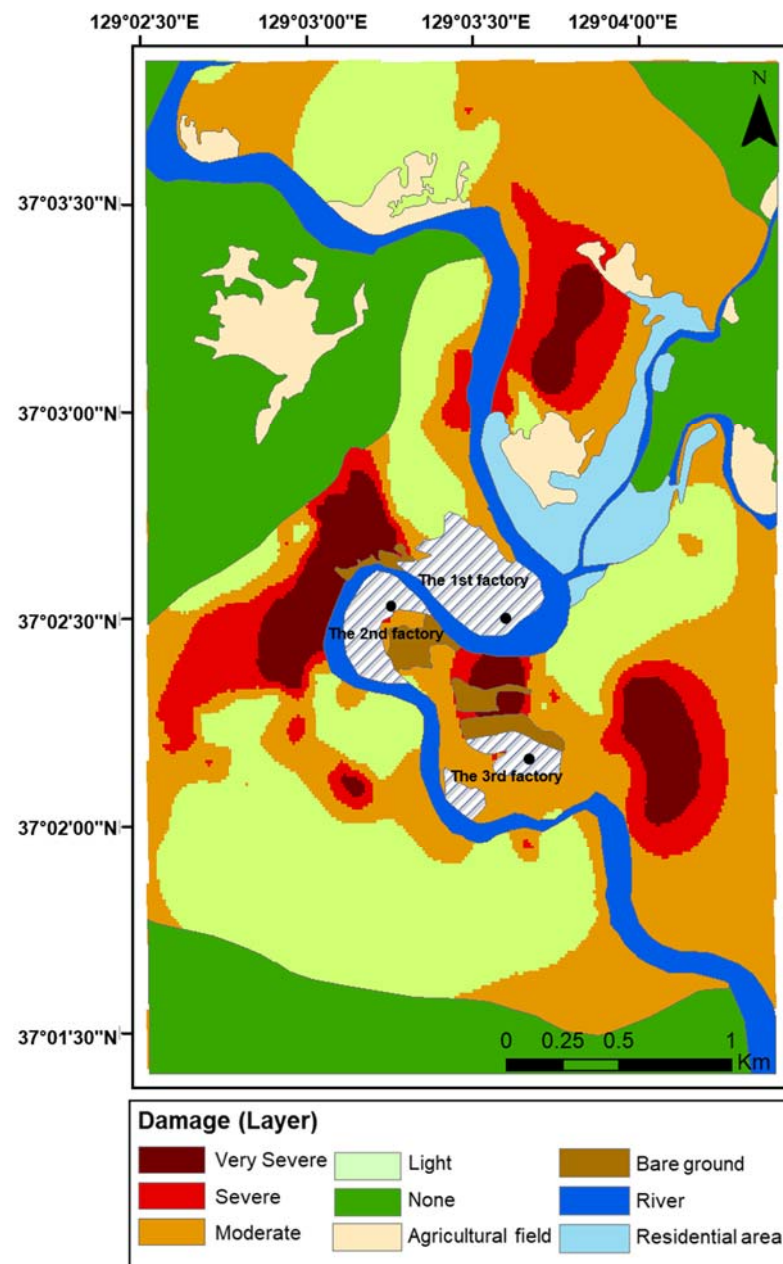 129°02'30"E 129°03'00"E 129°03'30"E 129°04'00"E
N
37°03'30"N
37°03'00"N
The 1st factory
37°02'30"N
The 2nd factory
The 3rd factory
37°02'00"N
37°01'30"N
0 0.25 0.5 1
Km
Damage (Layer)
Very Severe Light Bare ground
Severe None River
Moderate Agricultural field Residential area